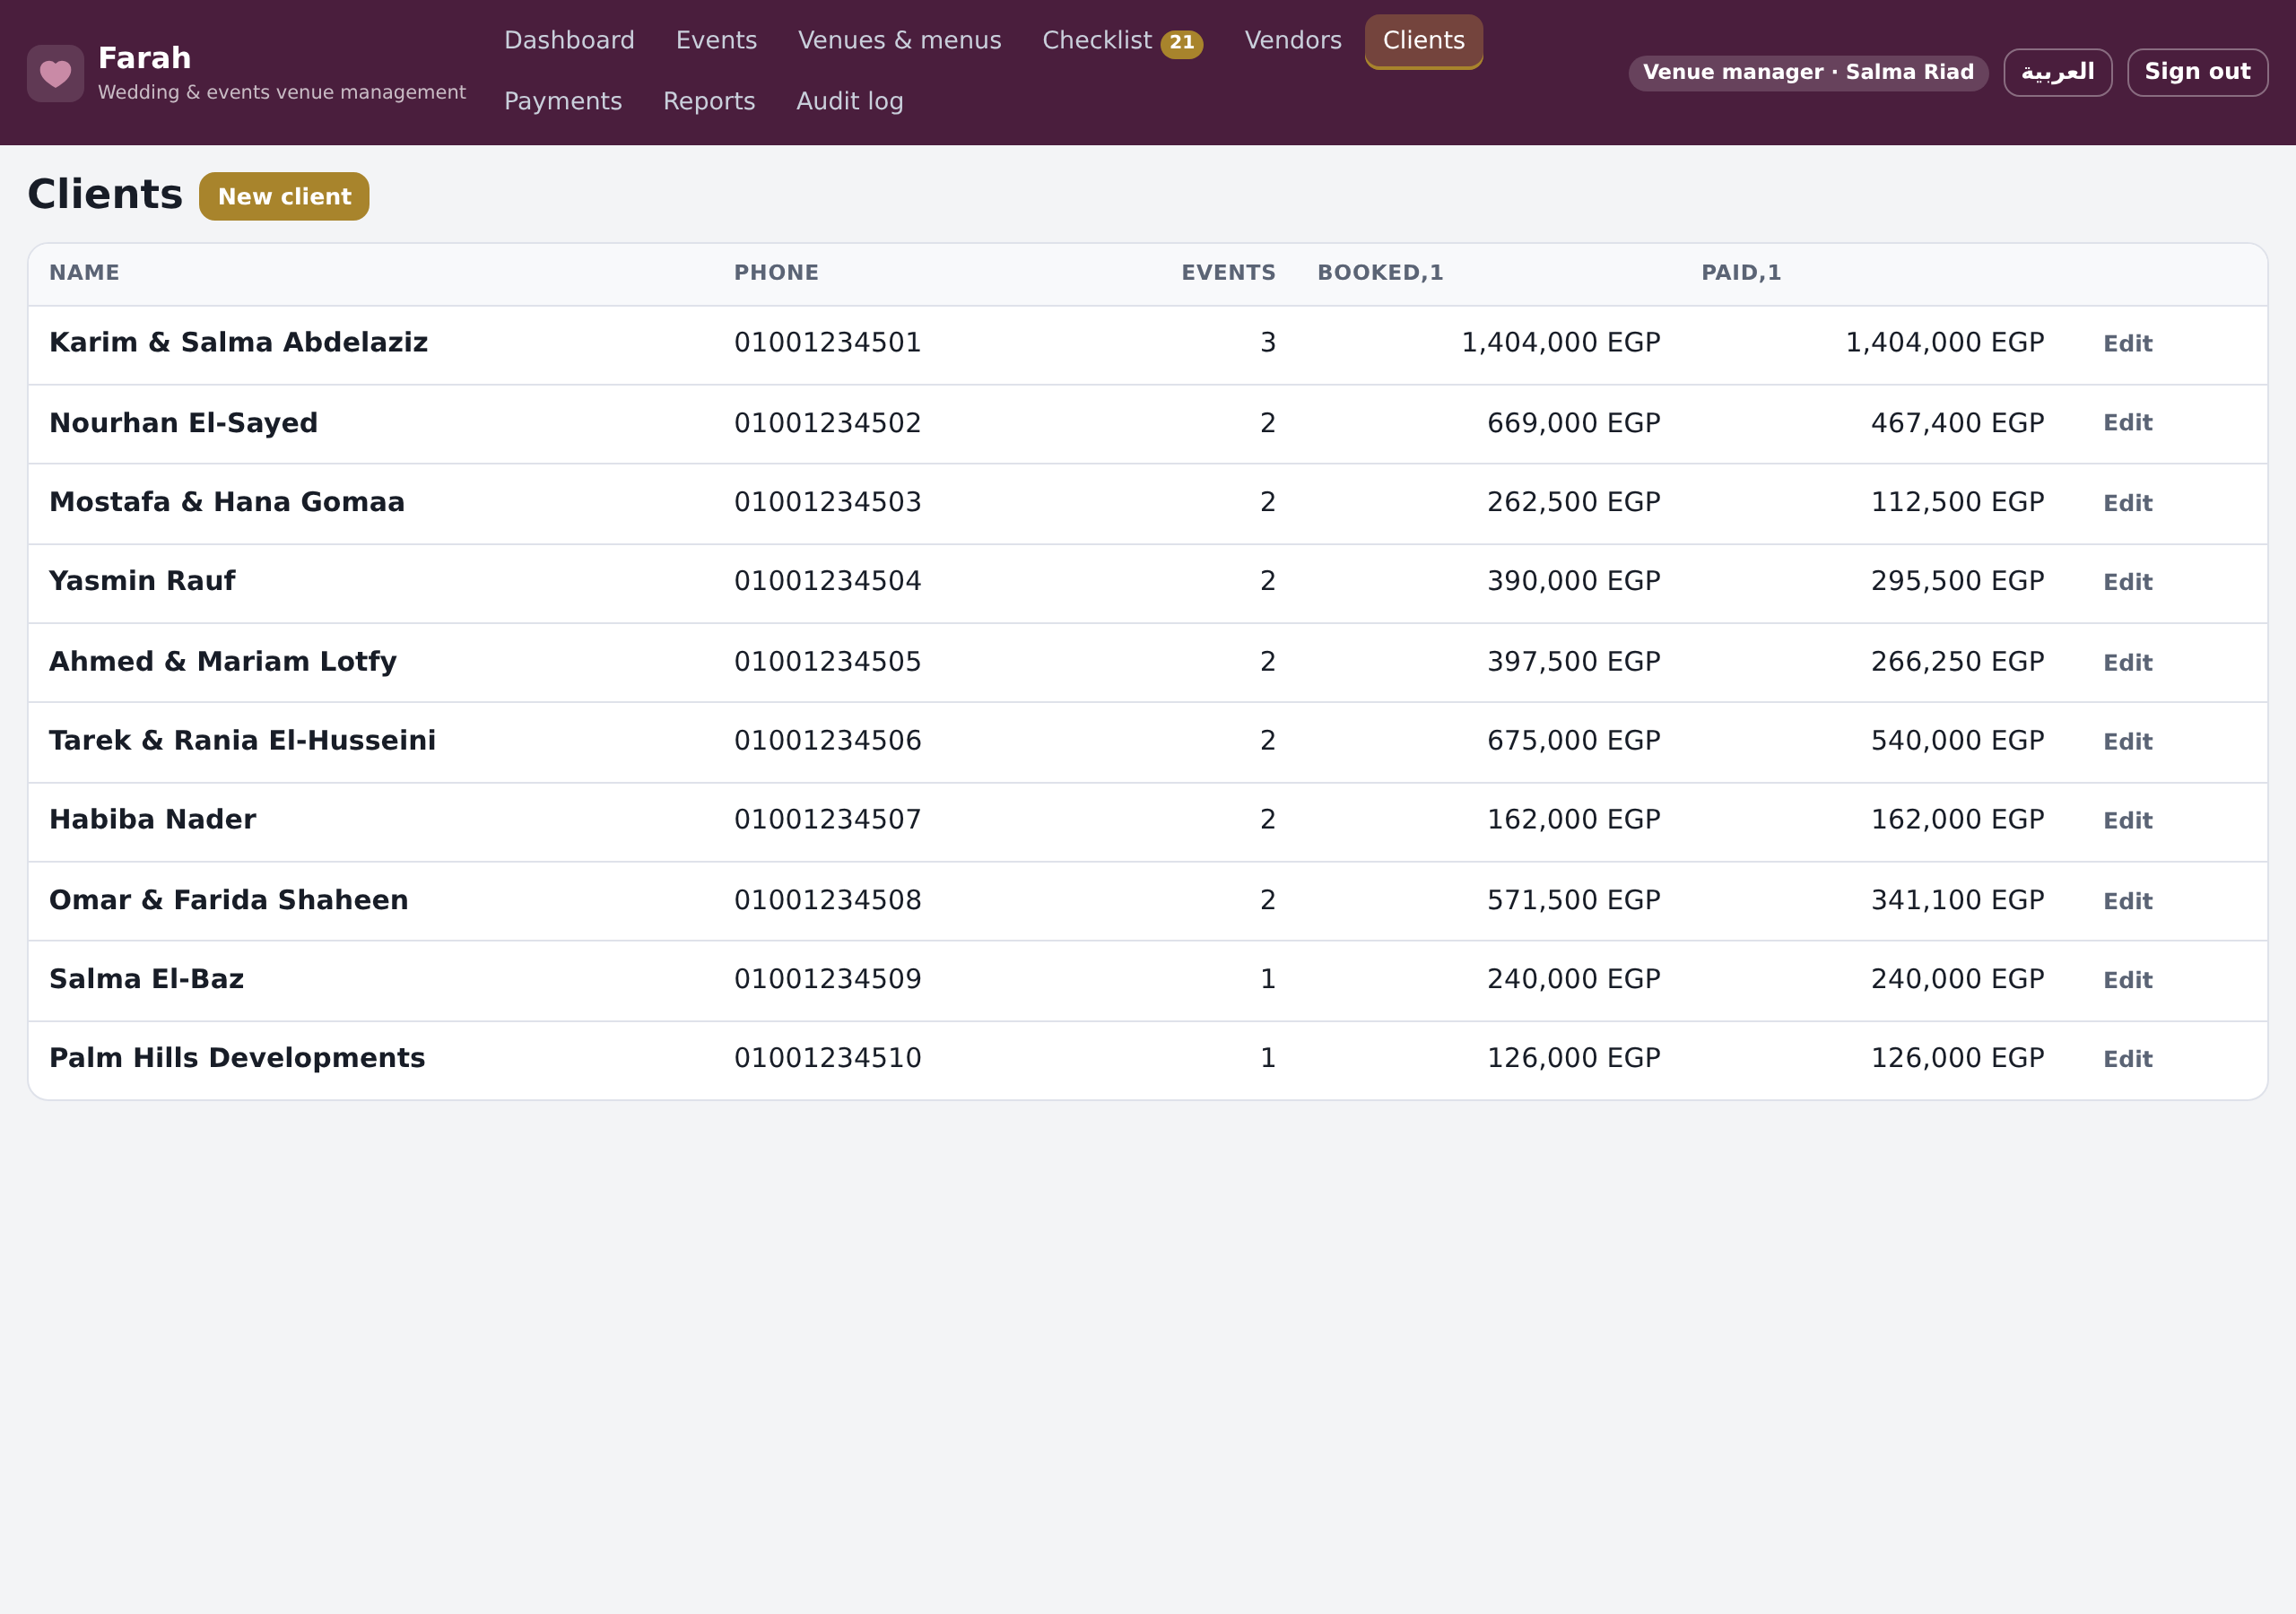 Farah
Wedding & events venue management
Dashboard Events Venues & menus Checklist 21 Vendors Clients
Payments Reports Audit log
Venue manager · Salma Riad العربية Sign out
Clients New client
NAME PHONE EVENTS BOOKED,1 PAID,1
Karim & Salma Abdelaziz 01001234501 3 1,404,000 EGP 1,404,000 EGP Edit
Nourhan El-Sayed 01001234502 2 669,000 EGP 467,400 EGP Edit
Mostafa & Hana Gomaa 01001234503 2 262,500 EGP 112,500 EGP Edit
Yasmin Rauf 01001234504 2 390,000 EGP 295,500 EGP Edit
Ahmed & Mariam Lotfy 01001234505 2 397,500 EGP 266,250 EGP Edit
Tarek & Rania El-Husseini 01001234506 2 675,000 EGP 540,000 EGP Edit
Habiba Nader 01001234507 2 162,000 EGP 162,000 EGP Edit
Omar & Farida Shaheen 01001234508 2 571,500 EGP 341,100 EGP Edit
Salma El-Baz 01001234509 1 240,000 EGP 240,000 EGP Edit
Palm Hills Developments 01001234510 1 126,000 EGP 126,000 EGP Edit